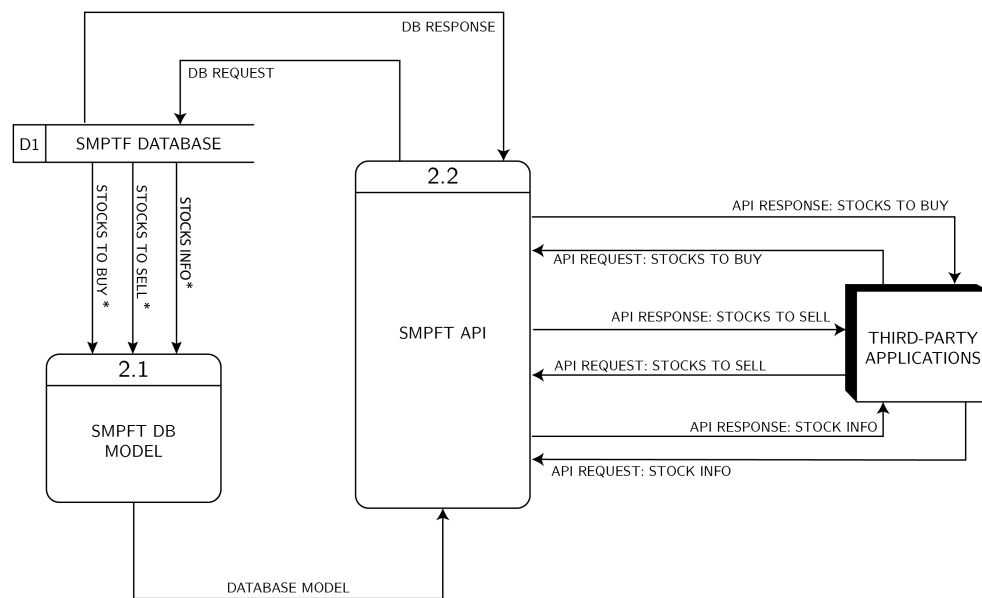 DB RESPONSE
DB REQUEST
D1
SMPTF DATABASE
STOCKS TO BUY *
STOCKS TO SELL *
STOCKS INFO *
2.2
SMPFT API
API RESPONSE: STOCKS TO BUY
API REQUEST: STOCKS TO BUY
API RESPONSE: STOCKS TO SELL
API REQUEST: STOCKS TO SELL
API RESPONSE: STOCK INFO
API REQUEST: STOCK INFO
THIRD-PARTY
APPLICATIONS
2.1
SMPFT DB
MODEL
DATABASE MODEL